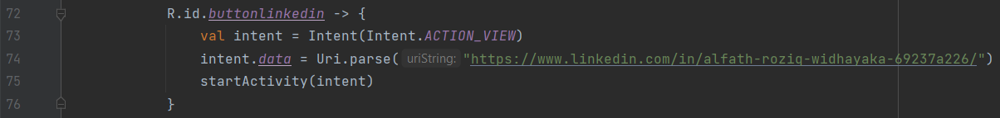 72 R.id.buttonlinkedin -> {
73 val intent = Intent(Intent.ACTION_VIEW)
74 intent.data = Uri.parse( uriString: "https://www.linkedin.com/in/alfath-roziq-widhayaka-69237a226/")
75 startActivity(intent)
76 }